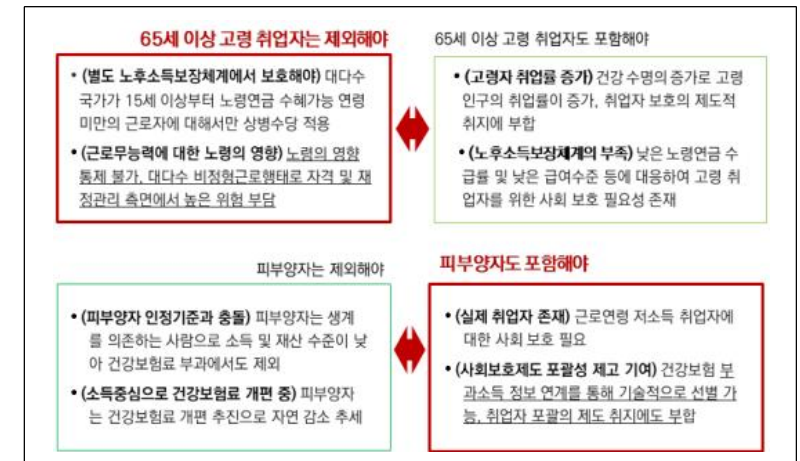 65세 이상 고령 취업자는 제외해야
• (별도 노후소득보장체계에서 보호해야) 대다수
국가가 15세 이상부터 노령연금 수혜가능 연령
미만의 근로자에 대해서만 상병수당 적용
• (근로무능력에 대한 노령의 영향) 노령의 영향
통제 불가, 대다수 비정형근로형태로 자격 및 재
정관리 측면에서 높은 위험 부담
65세 이상 고령 취업자도 포함해야
• (고령자 취업률 증가) 건강 수명의 증가로 고령
인구의 취업률이 증가, 취업자 보호의 제도적
취지에 부합
• (노후소득보장체계의 부족) 낮은 노령연금 수
급률 및 낮은 급여수준 등에 대응하여 고령 취
업자를 위한 사회 보호 필요성 존재
피부양자는 제외해야
• (피부양자 인정기준과 충돌) 피부양자는 생계
를 의존하는 사람으로 소득 및 재산 수준이 낮
아 건강보험료 부과에서도 제외
• (소득중심으로 건강보험료 개편 중) 피부양자
는 건강보험료 개편 추진으로 자연 감소 추세
피부양자도 포함해야
• (실제 취업자 존재) 근로연령 저소득 취업자에
대한 사회 보호 필요
• (사회보호제도 포괄성 제고 기여) 건강보험 부
과소득 정보 연계를 통해 기술적으로 선별 가
능, 취업자 포괄의 제도 취지에도 부합